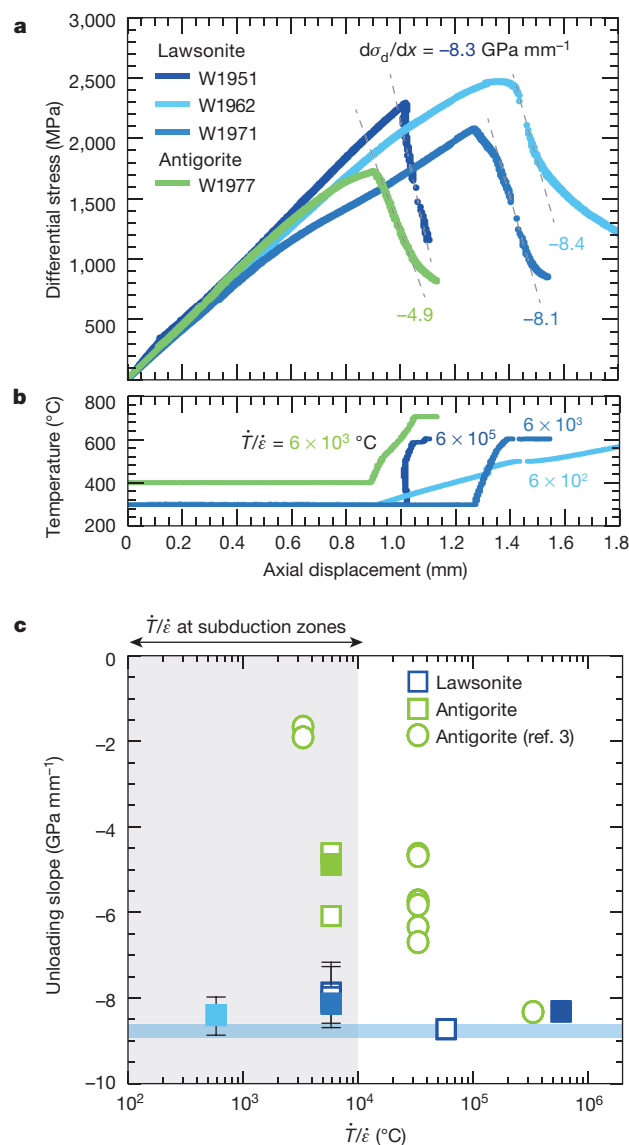 a
3,000
2,500
2,000
1,500
1,000
500
Differential stress (MPa)
Lawsonite
W1951
W1962
W1971
Antigorite
W1977
dσd/dx = −8.3 GPa mm−1
−8.4
−8.1
−4.9
b
800
600
400
200
Temperature (°C)
Ṫ/ε̇ = 6 × 10³ °C
6 × 10⁵
6 × 10³
6 × 10²
0 0.2 0.4 0.6 0.8 1.0 1.2 1.4 1.6 1.8
Axial displacement (mm)
c
Ṫ/ε̇ at subduction zones
0
−2
−4
−6
−8
−10
Unloading slope (GPa mm−1)
Lawsonite
Antigorite
Antigorite (ref. 3)
10² 10³ 10⁴ 10⁵ 10⁶
Ṫ/ε̇ (°C)